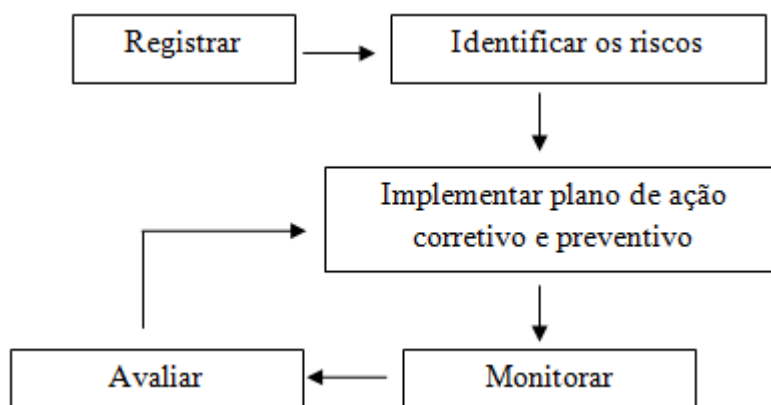 Registrar
Identificar os riscos
Implementar plano de ação
corretivo e preventivo
Avaliar
Monitorar